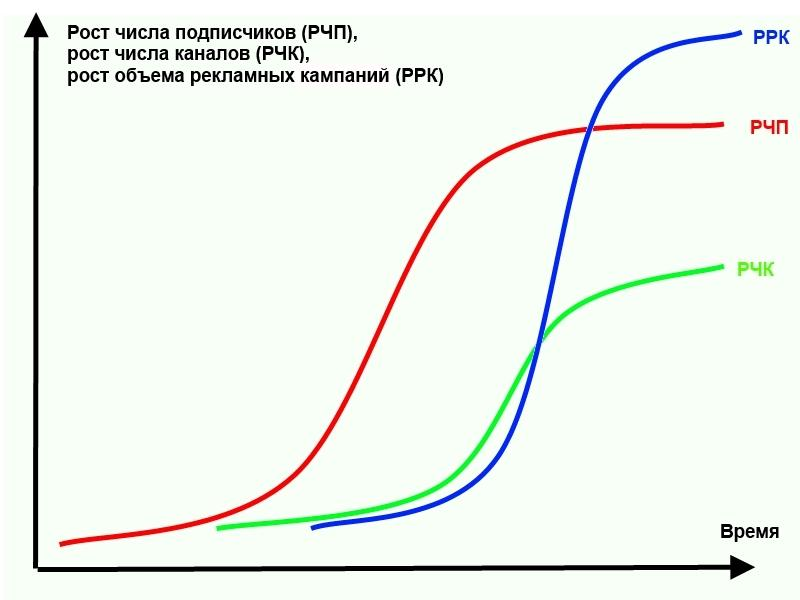 Рост числа подписчиков (РЧП),
рост числа каналов (РЧК),
рост объема рекламных кампаний (РРК)
РРК
РЧП
РЧК
Время